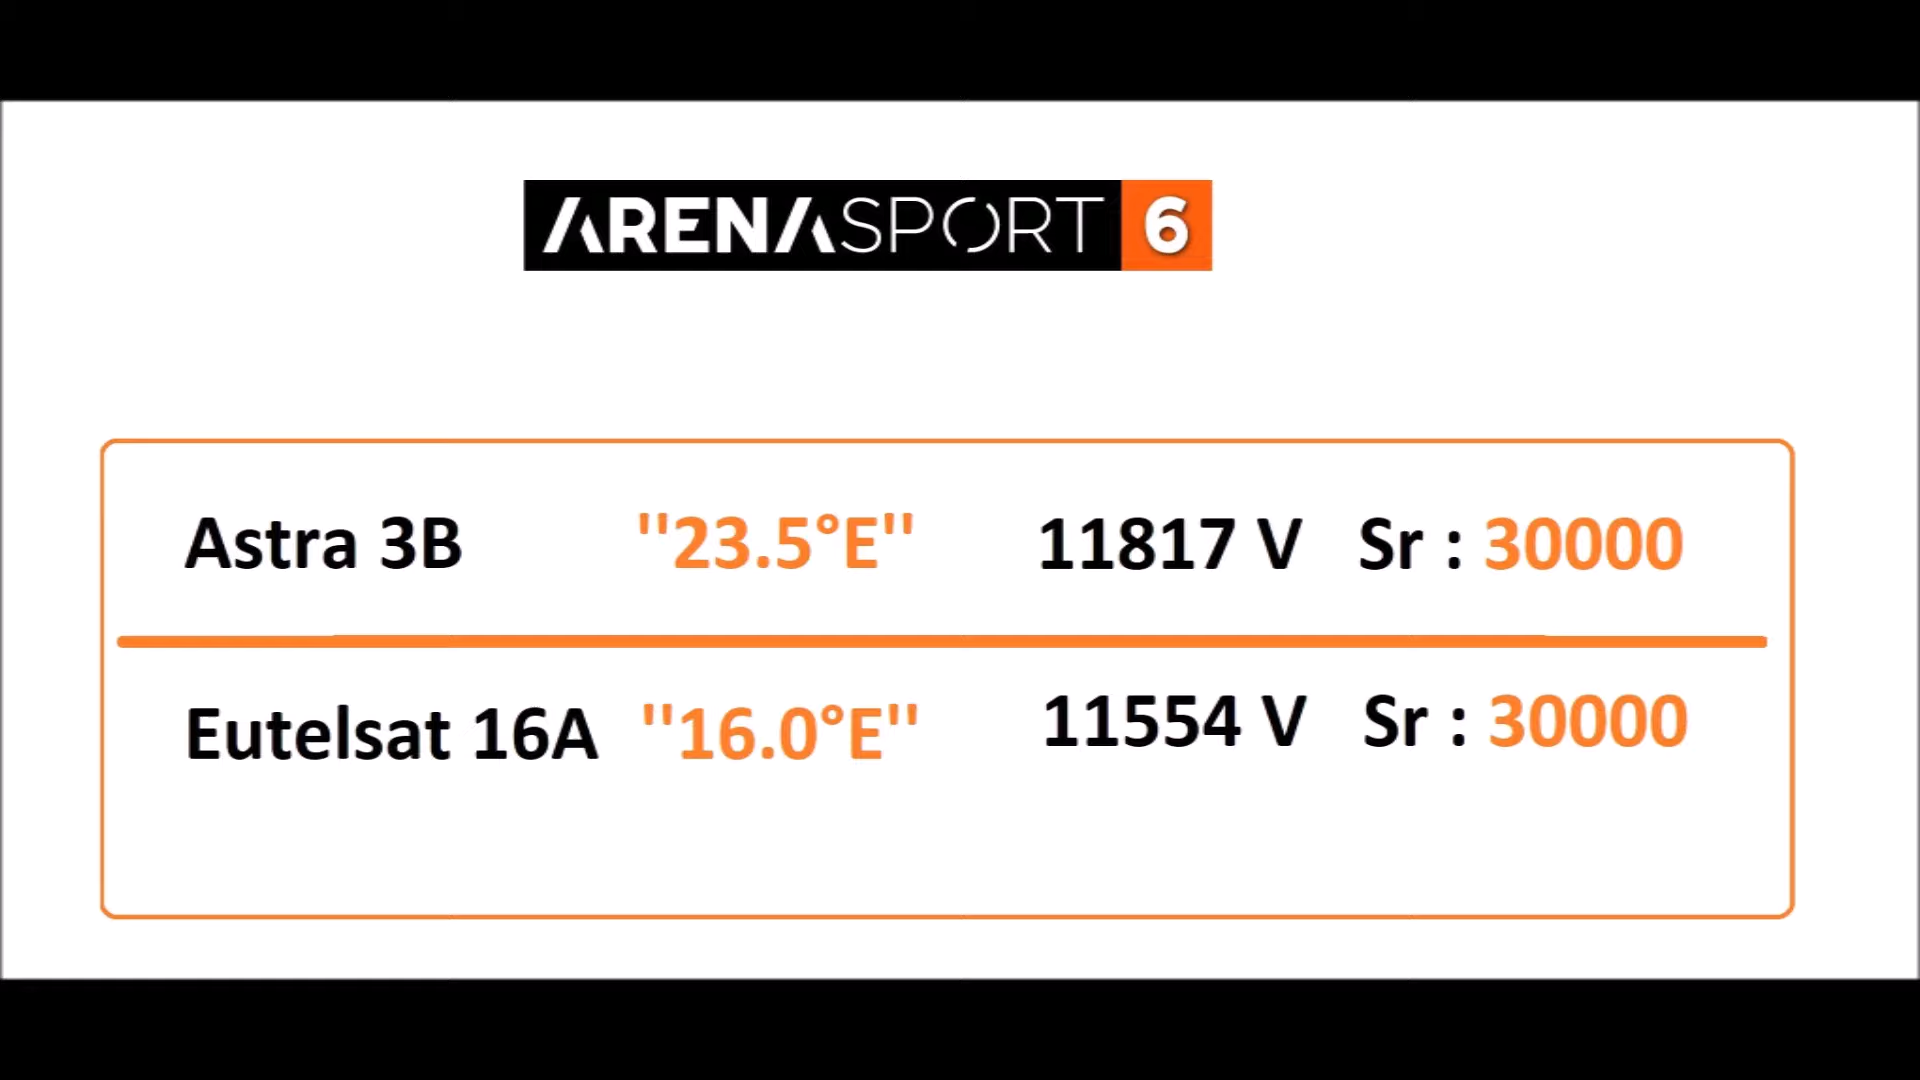 ARENASPORT 6
Astra 3B "23.5°E" 11817 V Sr : 30000
Eutelsat 16A "16.0°E" 11554 V Sr : 30000